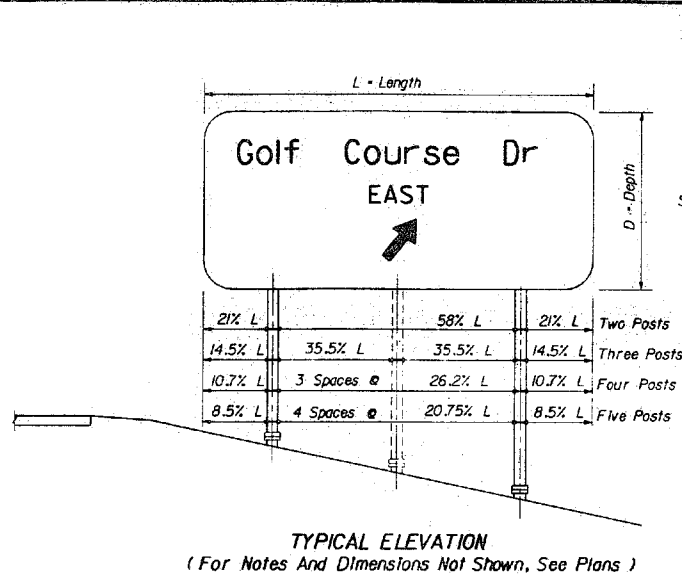 L - Length
Golf Course Dr
EAST
D - Depth
21% L 58% L 21% L Two Posts
14.5% L 35.5% L 35.5% L 14.5% L Three Posts
10.7% L 3 Spaces @ 26.2% L 10.7% L Four Posts
8.5% L 4 Spaces @ 20.75% L 8.5% L Five Posts
TYPICAL ELEVATION
( For Notes And Dimensions Not Shown, See Plans )